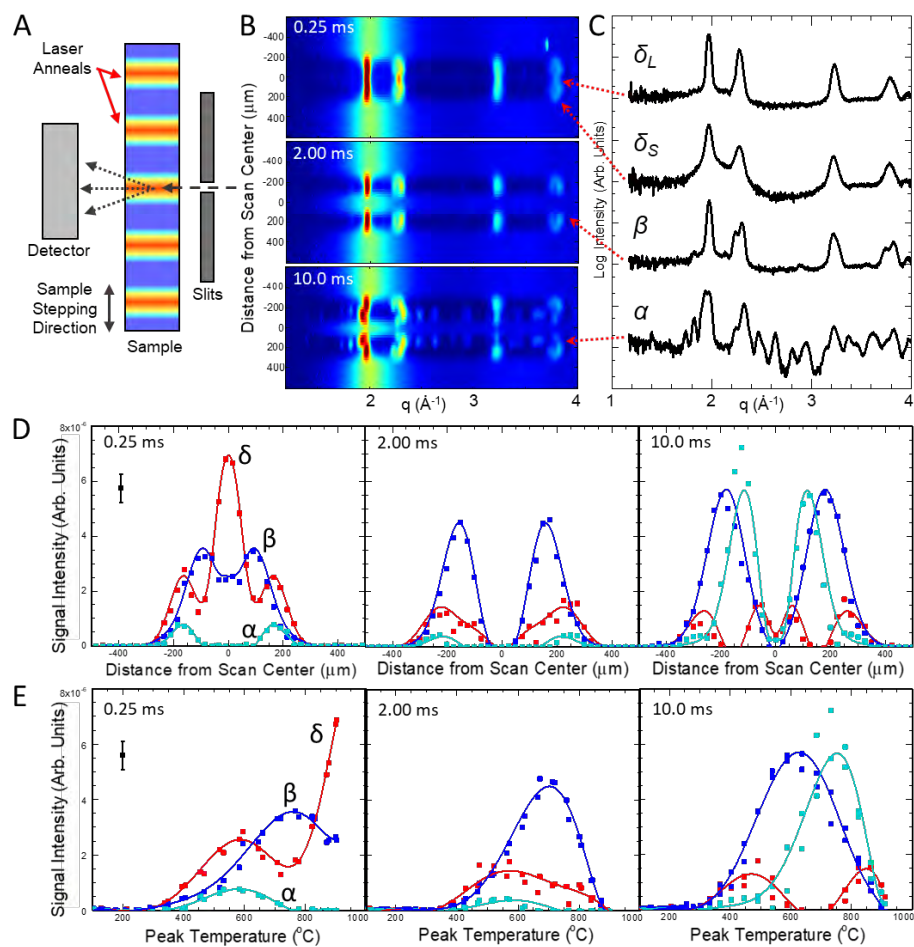 A
Laser
Anneals
Detector
Slits
Sample
Stepping
Direction
Sample
B
0.25 ms
2.00 ms
10.0 ms
Distance from Scan Center (μm)
-400
-200
0
200
400
-400
-200
0
200
400
-400
-200
0
200
400
600
2
3
4
q (Å⁻¹)
C
δL
δS
β
α
Log Intensity (Arb. Units)
1
2
3
4
q (Å⁻¹)
D
0.25 ms
2.00 ms
10.0 ms
δ
β
α
Signal Intensity (Arb. Units)
8x10⁻⁶
6
4
2
0
-400 -200 0 200 400
-400 -200 0 200 400
-400 -200 0 200 400
Distance from Scan Center (μm)
Distance from Scan Center (μm)
Distance from Scan Center (μm)
E
0.25 ms
2.00 ms
10.0 ms
δ
β
α
Signal Intensity (Arb. Units)
6
4
2
0
200 400 600 800 1000
200 400 600 800 1000
200 400 600 800 1000
Peak Temperature (°C)
Peak Temperature (°C)
Peak Temperature (°C)